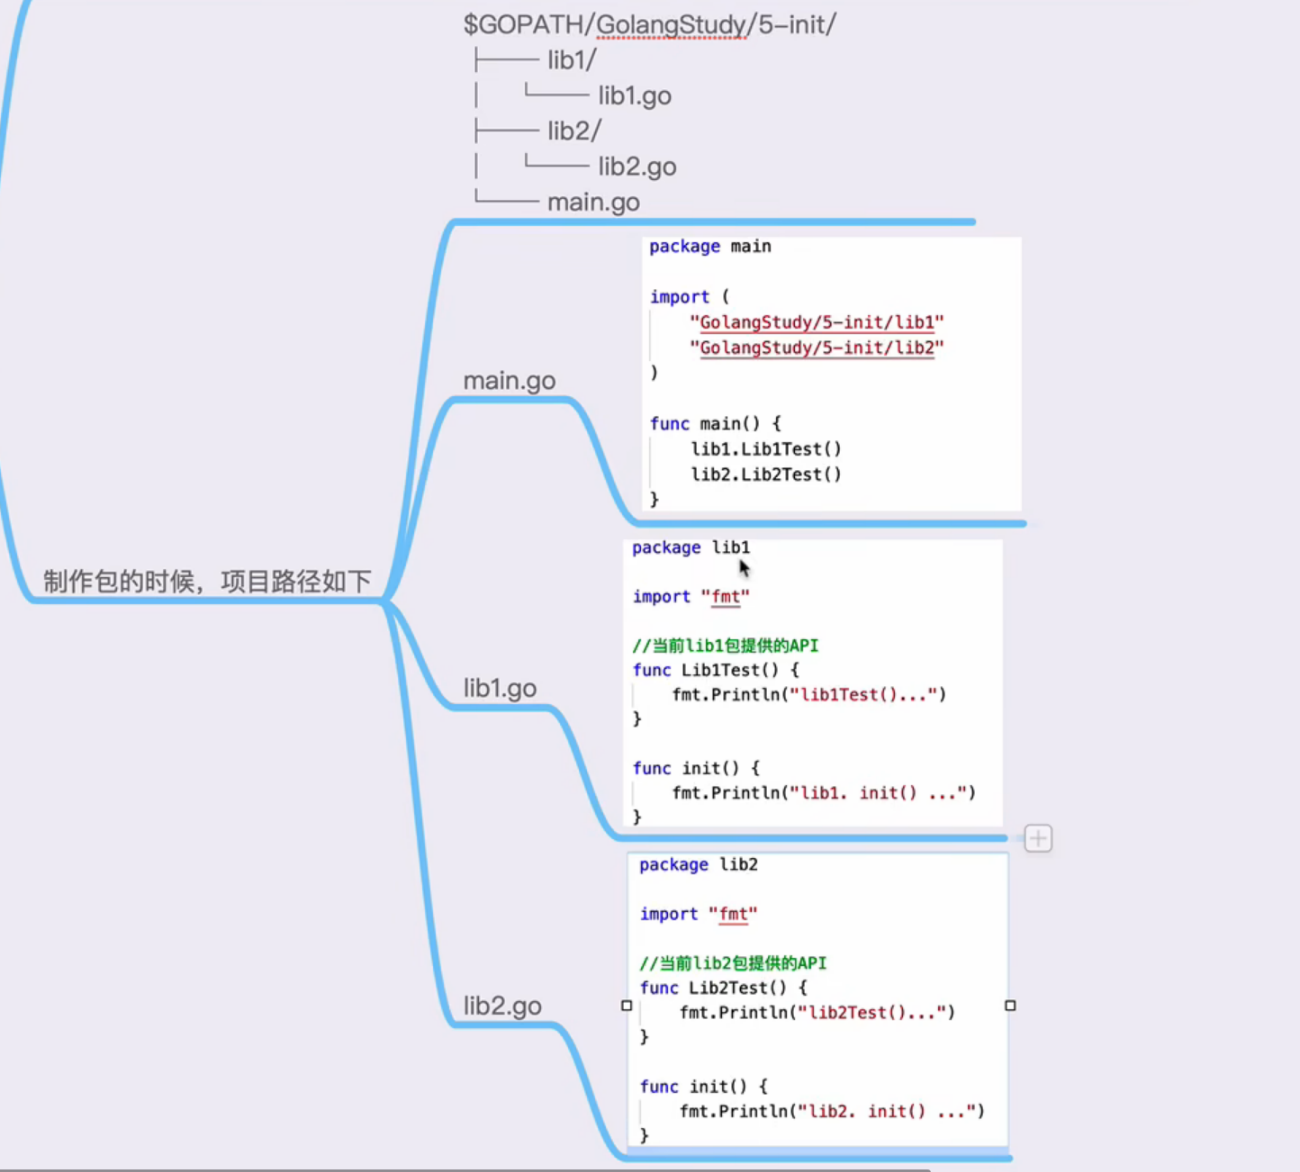 $GOPATH/GolangStudy/5-init/
├── lib1/
│ └── lib1.go
├── lib2/
│ └── lib2.go
└── main.go
package main
import (
"GolangStudy/5-init/lib1"
"GolangStudy/5-init/lib2"
)
main.go
func main() {
lib1.Lib1Test()
lib2.Lib2Test()
}
制作包的时候，项目路径如下
package lib1
import "fmt"
//当前lib1包提供的API
func Lib1Test() {
fmt.Println("lib1Test()...")
}
lib1.go
func init() {
fmt.Println("lib1. init() ...")
}
package lib2
import "fmt"
//当前lib2包提供的API
func Lib2Test() {
fmt.Println("lib2Test()...")
}
lib2.go
func init() {
fmt.Println("lib2. init() ...")
}